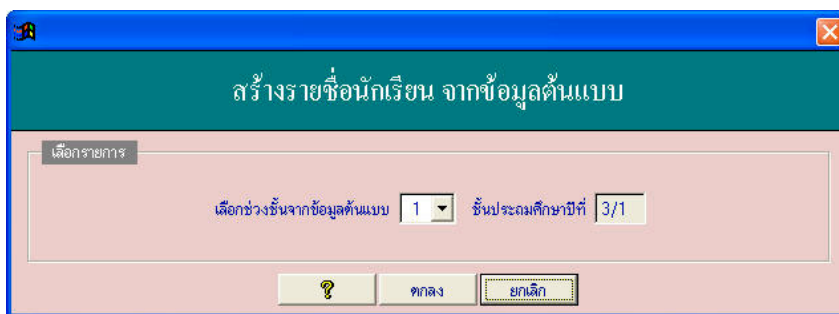 สร้างรายชื่อนักเรียน จากข้อมูลต้นแบบ
เลือกรายการ
เลือกช่วงชั้นจากข้อมูลต้นแบบ 1 ชั้นประถมศึกษาปีที่ 3/1
? ตกลง ยกเลิก